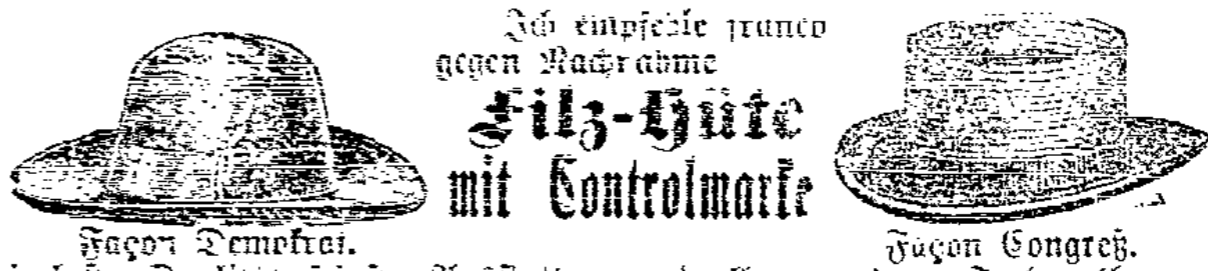 Ich empfehle franco
gegen Nachnahme
Filz-Hüte
mit Controlmarke
Façon Demokrat.
Façon Congreß.